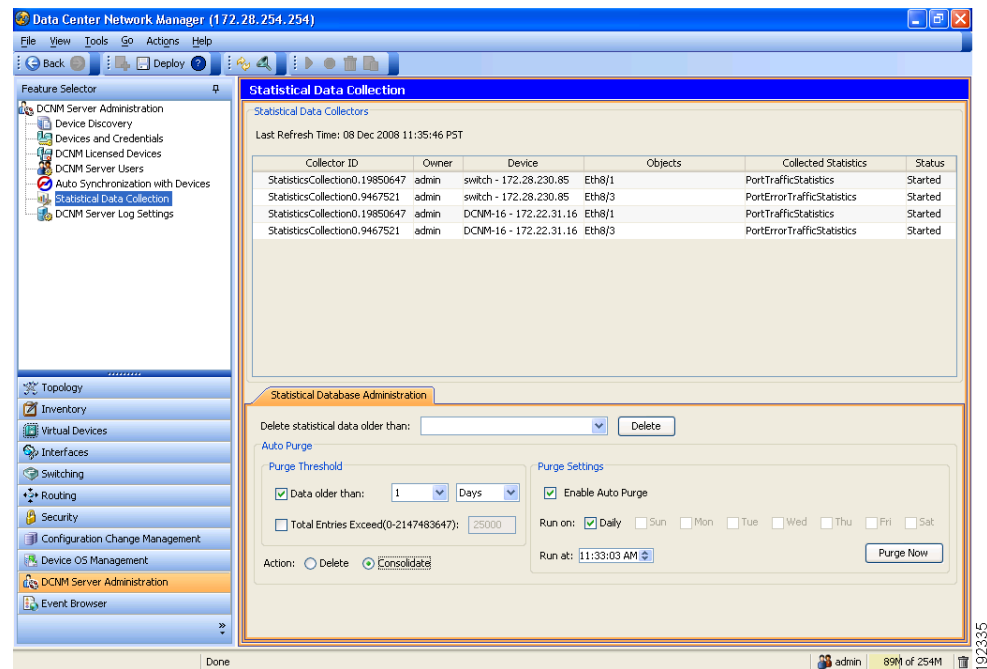 Data Center Network Manager (172.28.254.254)
File View Tools Go Actions Help
Back Deploy
Feature Selector
DCNM Server Administration
Device Discovery
Devices and Credentials
DCNM Licensed Devices
DCNM Server Users
Auto Synchronization with Devices
Statistical Data Collection
DCNM Server Log Settings
Topology
Inventory
Virtual Devices
Interfaces
Switching
Routing
Security
Configuration Change Management
Device OS Management
DCNM Server Administration
Event Browser
Statistical Data Collection
Statistical Data Collectors
Last Refresh Time: 08 Dec 2008 11:35:46 PST
Collector ID Owner Device Objects Collected Statistics Status
StatisticsCollection0.19850647 admin switch - 172.28.230.85 Eth8/1 PortTrafficStatistics Started
StatisticsCollection0.9467521 admin switch - 172.28.230.85 Eth8/3 PortErrorTrafficStatistics Started
StatisticsCollection0.19850647 admin DCNM-16 - 172.22.31.16 Eth8/1 PortTrafficStatistics Started
StatisticsCollection0.9467521 admin DCNM-16 - 172.22.31.16 Eth8/3 PortErrorTrafficStatistics Started
Statistical Database Administration
Delete statistical data older than: Delete
Auto Purge
Purge Threshold
Data older than: 1 Days
Total Entries Exceed(0-2147483647): 25000
Action: Delete Consolidate
Purge Settings
Enable Auto Purge
Run on: Daily Sun Mon Tue Wed Thu Fri Sat
Run at: 11:33:03 AM Purge Now
Done
admin 89M of 254M
192335